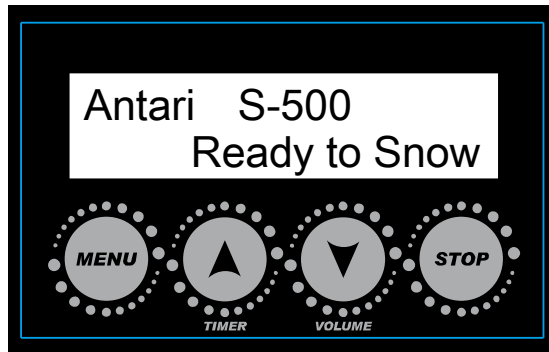 Antari S-500
Ready to Snow
MENU
STOP
TIMER
VOLUME